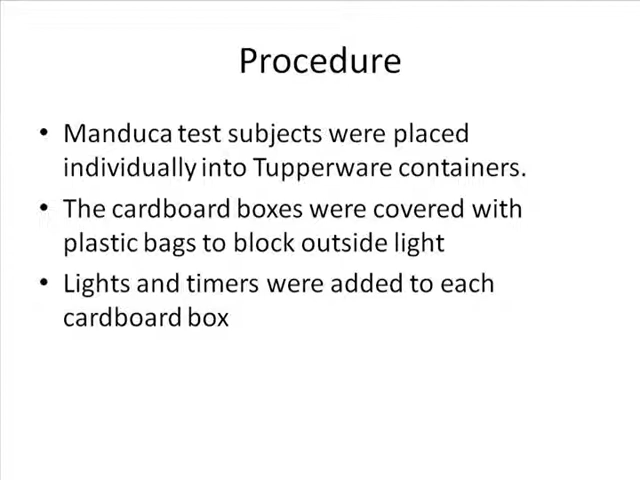 Procedure
• Manduca test subjects were placed
individually into Tupperware containers.
• The cardboard boxes were covered with
plastic bags to block outside light
• Lights and timers were added to each
cardboard box